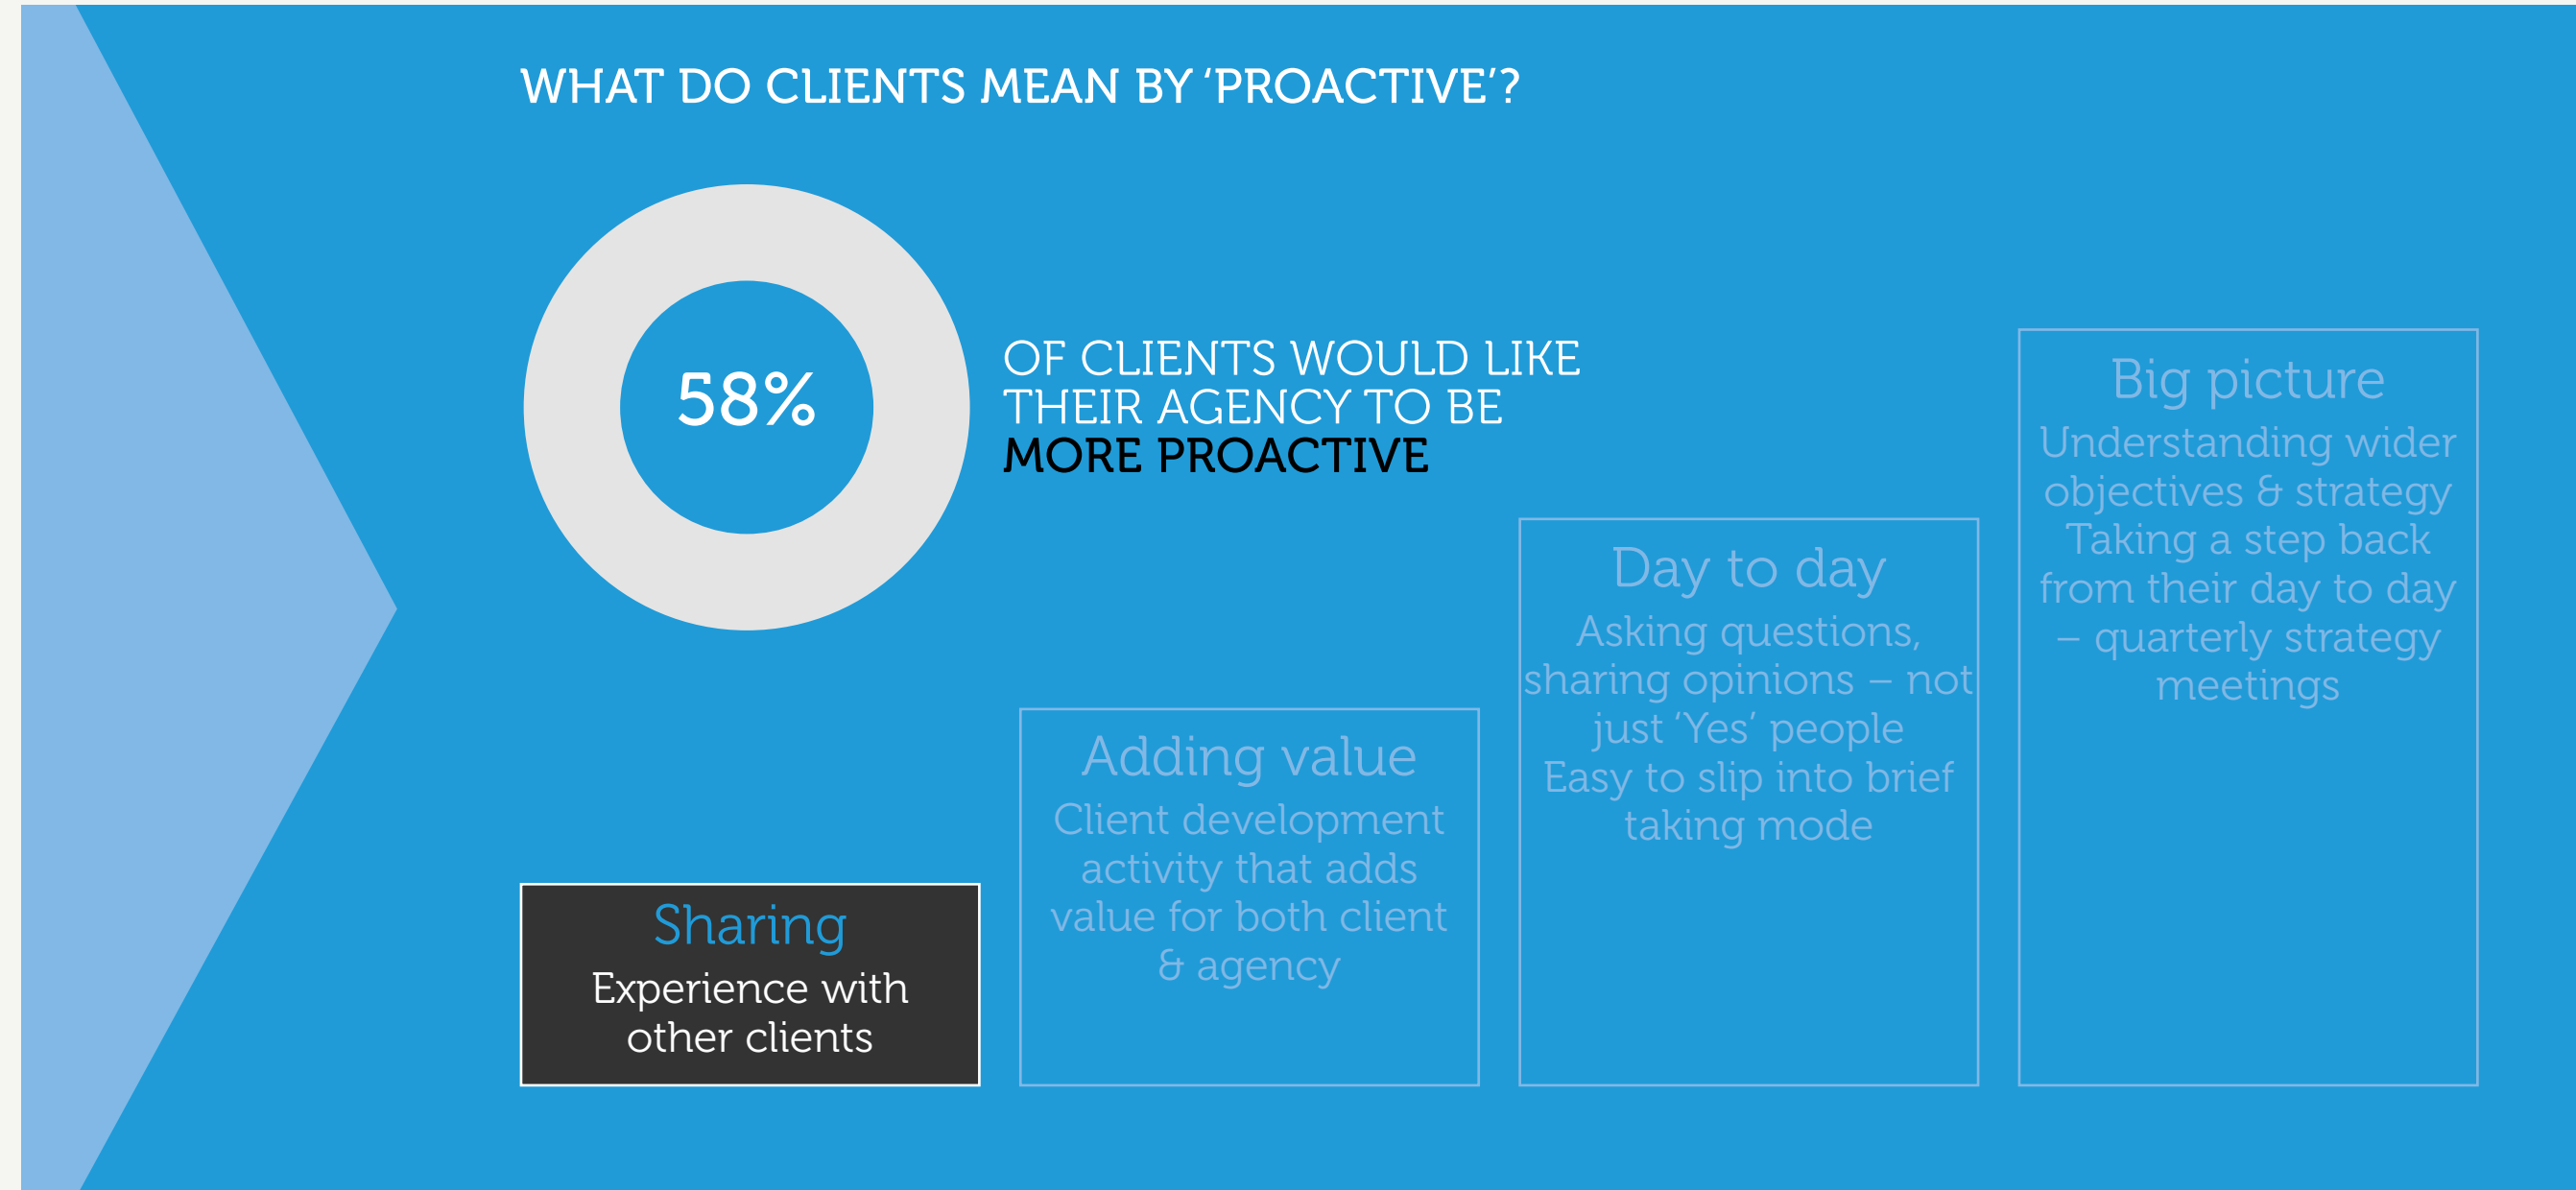 WHAT DO CLIENTS MEAN BY ‘PROACTIVE’?
58%
OF CLIENTS WOULD LIKE
THEIR AGENCY TO BE
MORE PROACTIVE
Sharing
Experience with
other clients
Adding value
Client development
activity that adds
value for both client
& agency
Day to day
Asking questions,
sharing opinions – not
just ‘Yes’ people
Easy to slip into brief
taking mode
Big picture
Understanding wider
objectives & strategy
Taking a step back
from their day to day
– quarterly strategy
meetings